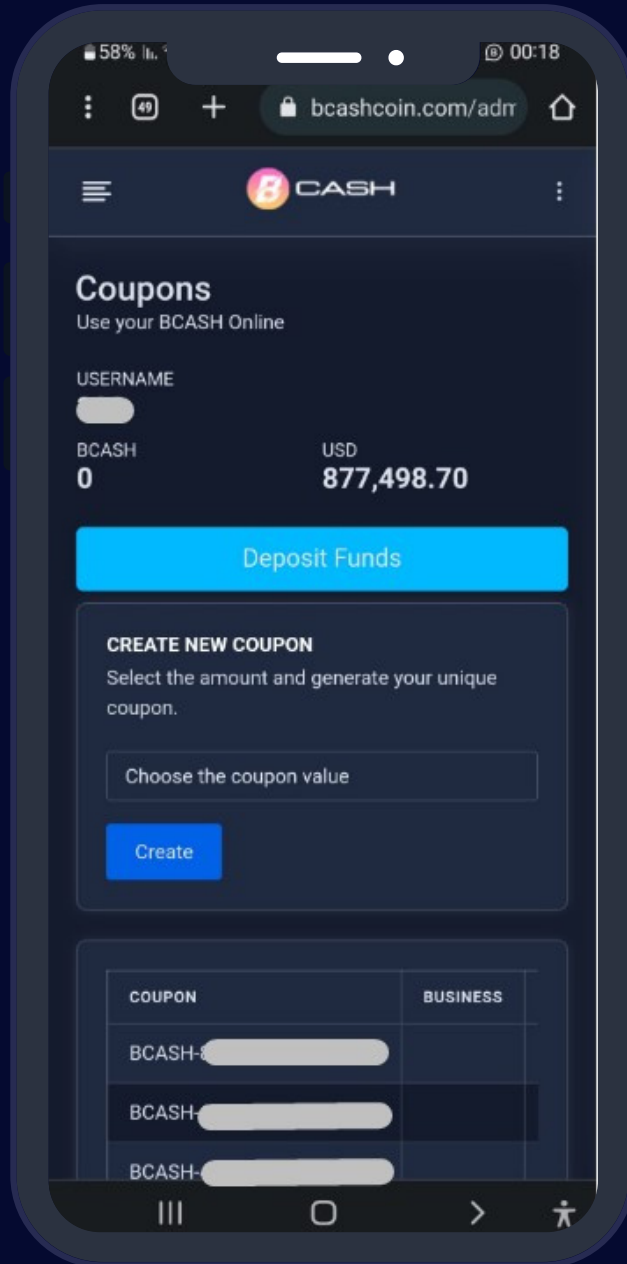 58%
00:18
49
bcashcoin.com/adm
B CASH
Coupons
Use your BCASH Online
USERNAME
BCASH USD
0 877,498.70
Deposit Funds
CREATE NEW COUPON
Select the amount and generate your unique
coupon.
Choose the coupon value
Create
COUPON BUSINESS
BCASH-
BCASH-
BCASH-